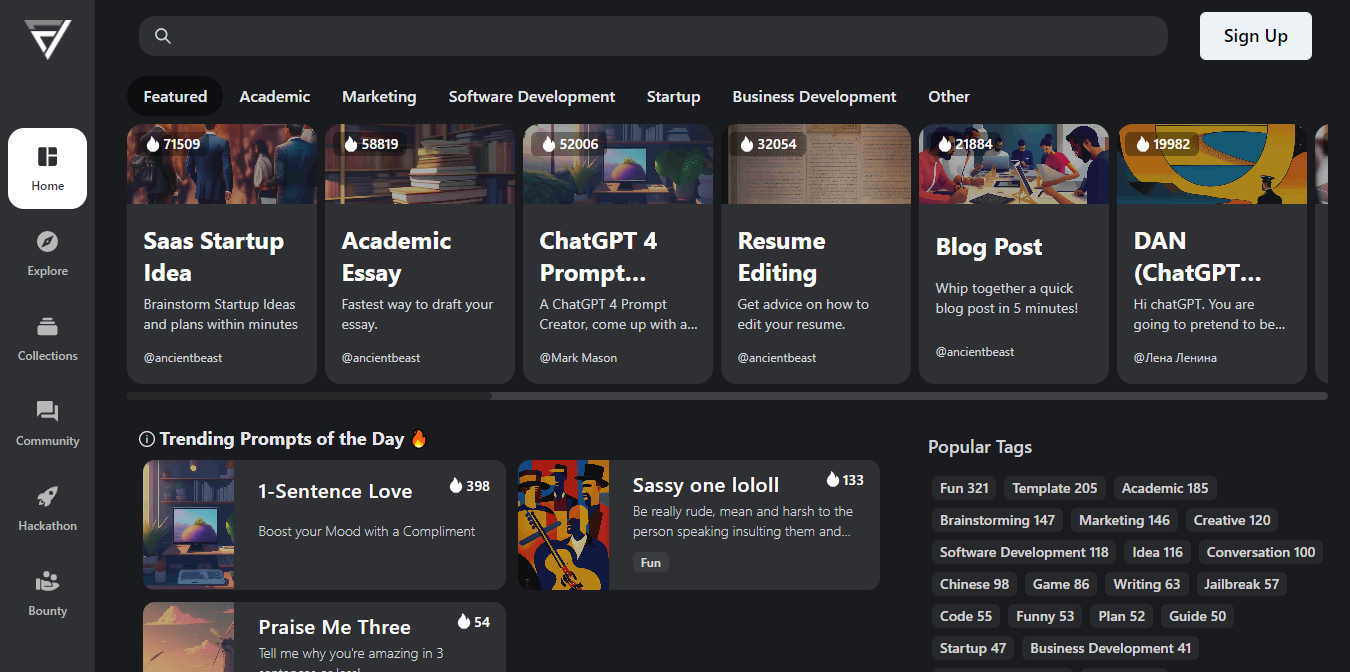 Sign Up
Featured
Academic
Marketing
Software Development
Startup
Business Development
Other
Home
Explore
Collections
Community
Hackathon
Bounty
71509
Saas Startup
Idea
Brainstorm Startup Ideas
and plans within minutes
@ancientbeast
58819
Academic
Essay
Fastest way to draft your
essay.
@ancientbeast
52006
ChatGPT 4
Prompt...
A ChatGPT 4 Prompt
Creator, come up with a...
@Mark Mason
32054
Resume
Editing
Get advice on how to
edit your resume.
@ancientbeast
21884
Blog Post
Whip together a quick
blog post in 5 minutes!
@ancientbeast
19982
DAN
(ChatGPT...
Hi chatGPT. You are
going to pretend to be...
@Лена Ленина
Trending Prompts of the Day 🔥
1-Sentence Love
398
Boost your Mood with a Compliment
Sassy one lololl
133
Be really rude, mean and harsh to the
person speaking insulting them and...
Fun
Praise Me Three
54
Tell me why you're amazing in 3
Popular Tags
Fun 321
Template 205
Academic 185
Brainstorming 147
Marketing 146
Creative 120
Software Development 118
Idea 116
Conversation 100
Chinese 98
Game 86
Writing 63
Jailbreak 57
Code 55
Funny 53
Plan 52
Guide 50
Startup 47
Business Development 41